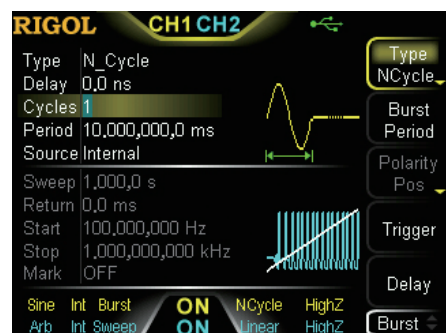 RIGOL CH1 CH2
Type N_Cycle
Delay 0.0 ns
Cycles 1
Period 10.000,000,0 ms
Source Internal
Sweep 1.000,0 s
Return 0.0 ms
Start 100.000,000 Hz
Stop 1.000,000,000 kHz
Mark OFF
Sine Int Burst ON NCycle HighZ
Arb Int Sweep ON Linear HighZ
Type
NCycle
Burst
Period
Polarity
Pos
Trigger
Delay
Burst